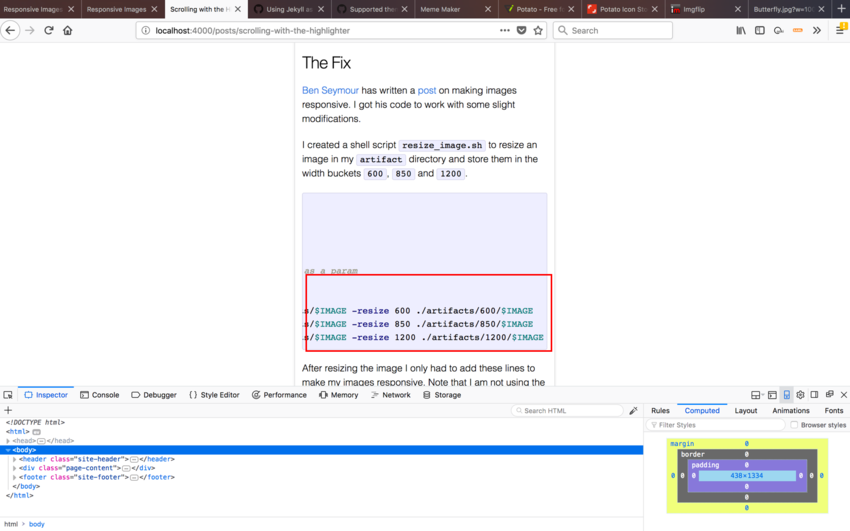 Responsive Images
Responsive Images
Scrolling with the H
Using Jekyll as
Supported the
Meme Maker
Potato - Free
Potato Icon St
imgflip
Butterfly.jpg?w=10
localhost:4000/posts/scrolling-with-the-highlighter
Search
The Fix
Ben Seymour has written a post on making images
responsive. I got his code to work with some slight
modifications.
I created a shell script resize_image.sh to resize an
image in my artifact directory and store them in the
width buckets 600 , 850 and 1200 .
as a param
s/$IMAGE -resize 600 ./artifacts/600/$IMAGE
s/$IMAGE -resize 850 ./artifacts/850/$IMAGE
s/$IMAGE -resize 1200 ./artifacts/1200/$IMAGE
After resizing the image I only had to add these lines to
make my images responsive. Note that I am not using the
Inspector
Console
Debugger
{ } Style Editor
Performance
Memory
Network
Storage
+
Search HTML
Rules
Computed
Layout
Animations
Fonts
Filter Styles
Browser styles
<!DOCTYPE html>
<html>
<head></head>
<body>
<header class="site-header"></header>
<div class="page-content"></div>
<footer class="site-footer"></footer>
</body>
</html>
margin 0
border 0
padding 0
0 0 0 438×1334 0 0 0
0
0
0
html > body